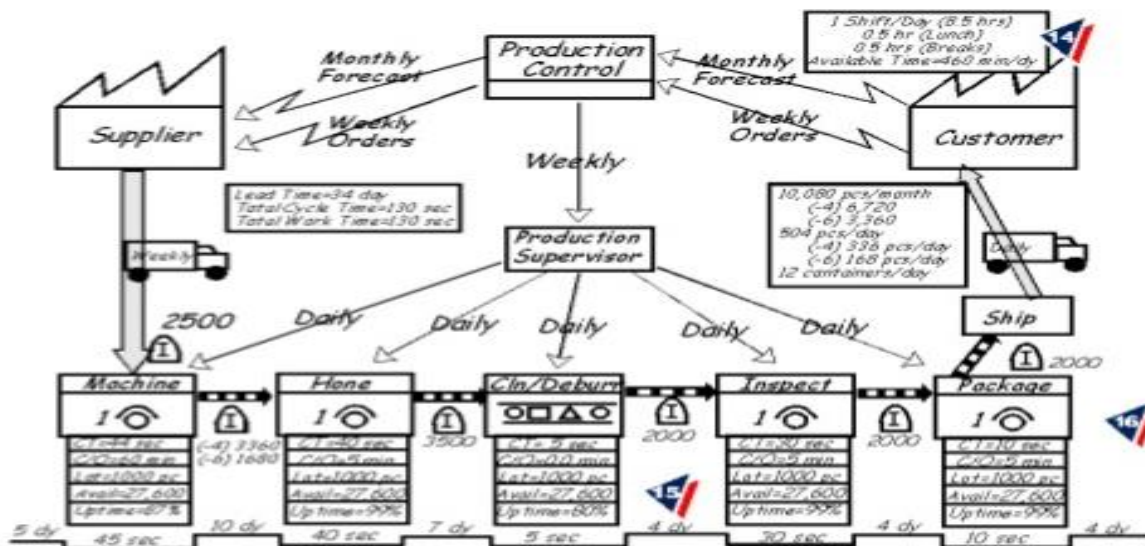 1 Shift/Day (8.5 hrs)
0.5 hr (Lunch)
0.5 hrs (Breaks)
Available Time=460 min/dy
14
Production
Control
Monthly
Forecast
Weekly
Orders
Monthly
Forecast
Weekly
Orders
Supplier
Customer
Weekly
Lead Time=34 day
Total Cycle Time=130 sec
Total Work Time=130 sec
10,080 pcs/month
(-4) 6,720
(-6) 3,360
504 pcs/day
(-4) 336 pcs/day
(-6) 168 pcs/day
12 containers/day
Production
Supervisor
Weekly
Daily
Ship
Daily
Daily
Daily
Daily
Daily
2500
I
I
2000
Machine
Hone
Cln/Deburr
Inspect
Package
1
1
1
1
I
I
I
I
(-4) 3360
(-6) 1680
3500
2000
2000
16
15
CT=44 sec
C/O=60 min
Lot=1000 pc
Avail=27,600
Uptime=87%
CT=40 sec
C/O=5 min
Lot=1000 pc
Avail=27,600
Uptime=99%
CT= 5 sec
C/O=0.0 min
Lot=1000 pc
Avail=27,600
Uptime=80%
CT=30 sec
C/O=5 min
Lot=1000 pc
Avail=27,600
Uptime=99%
CT=10 sec
C/O=5 min
Lot=1000 pc
Avail=27,600
Uptime=99%
5 dy
45 sec
10 dy
40 sec
7 dy
5 sec
4 dy
30 sec
4 dy
10 sec
4 dy